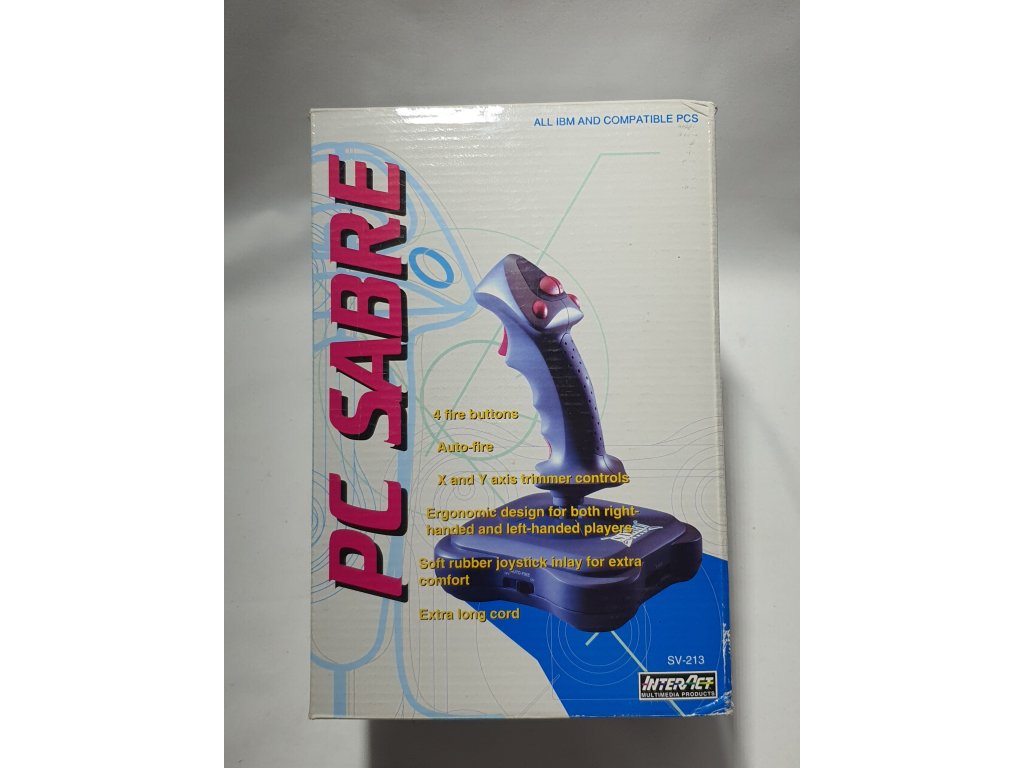 ALL IBM AND COMPATIBLE PCS
PC SABRE
4 fire buttons
Auto-fire
X and Y axis trimmer controls
Ergonomic design for both right-
handed and left-handed players
Soft rubber joystick inlay for extra
comfort
AUTO-FIRE
Extra long cord
SV-213
INTERACT
MULTIMEDIA PRODUCTS